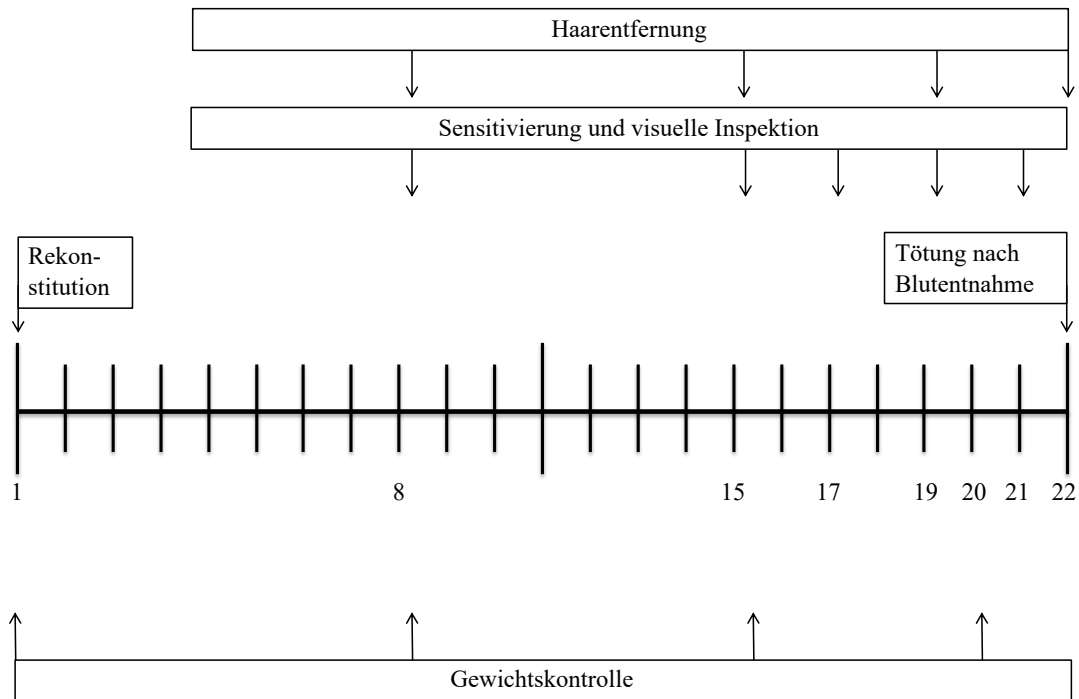 Haarentfernung
Sensitivierung und visuelle Inspektion
Rekon-
stitution
Tötung nach
Blutentnahme
1 8 15 17 19 20 21 22
Gewichtskontrolle